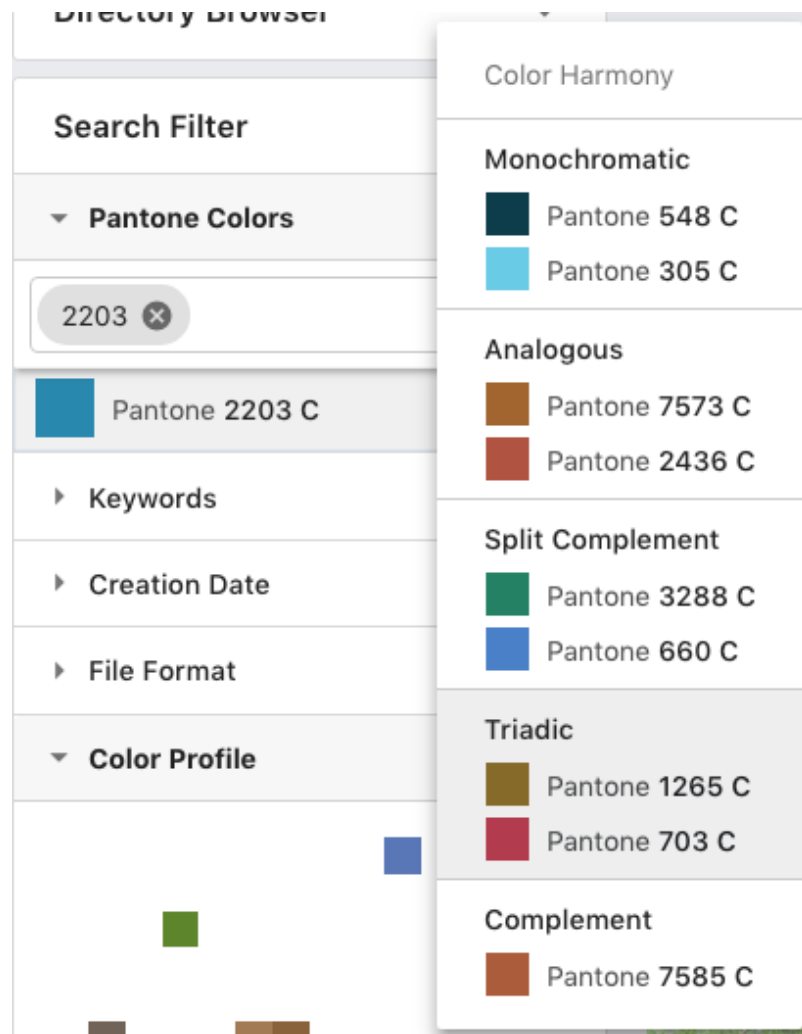 Directory Browser
Search Filter
Pantone Colors
2203
Pantone 2203 C
Keywords
Creation Date
File Format
Color Profile
Color Harmony
Monochromatic
Pantone 548 C
Pantone 305 C
Analogous
Pantone 7573 C
Pantone 2436 C
Split Complement
Pantone 3288 C
Pantone 660 C
Triadic
Pantone 1265 C
Pantone 703 C
Complement
Pantone 7585 C